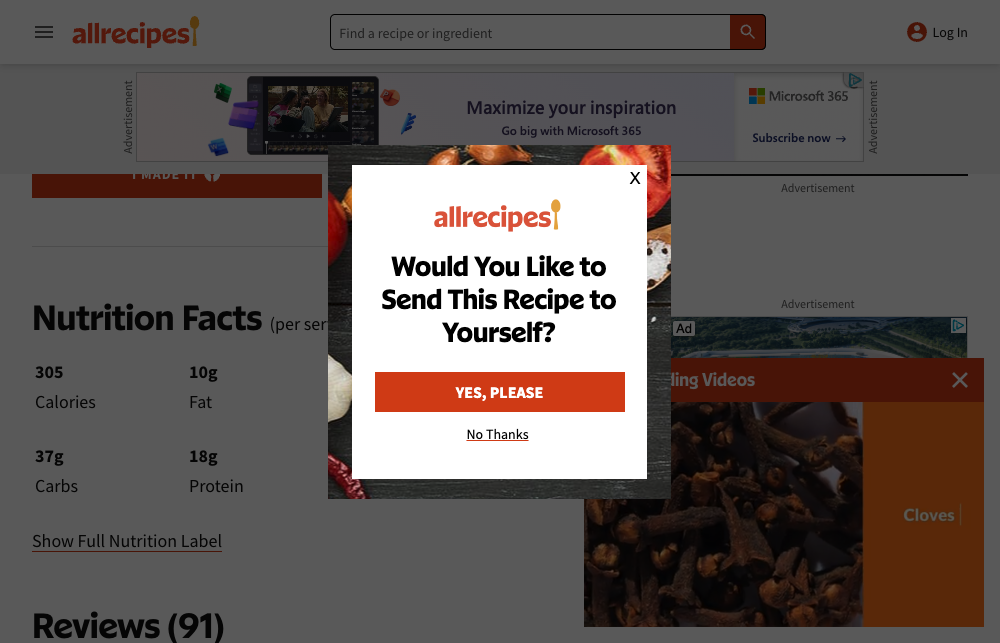 allrecipes
Find a recipe or ingredient
Log In
Advertisement
Maximize your inspiration
Go big with Microsoft 365
Microsoft 365
Subscribe now →
Advertisement
I MADE IT
Advertisement
X
allrecipes
Would You Like to
Send This Recipe to
Yourself?
YES, PLEASE
No Thanks
Nutrition Facts (per ser
305
10g
Calories
Fat
37g
18g
Carbs
Protein
Show Full Nutrition Label
Reviews (91)
Advertisement
Ad
ding Videos
Cloves